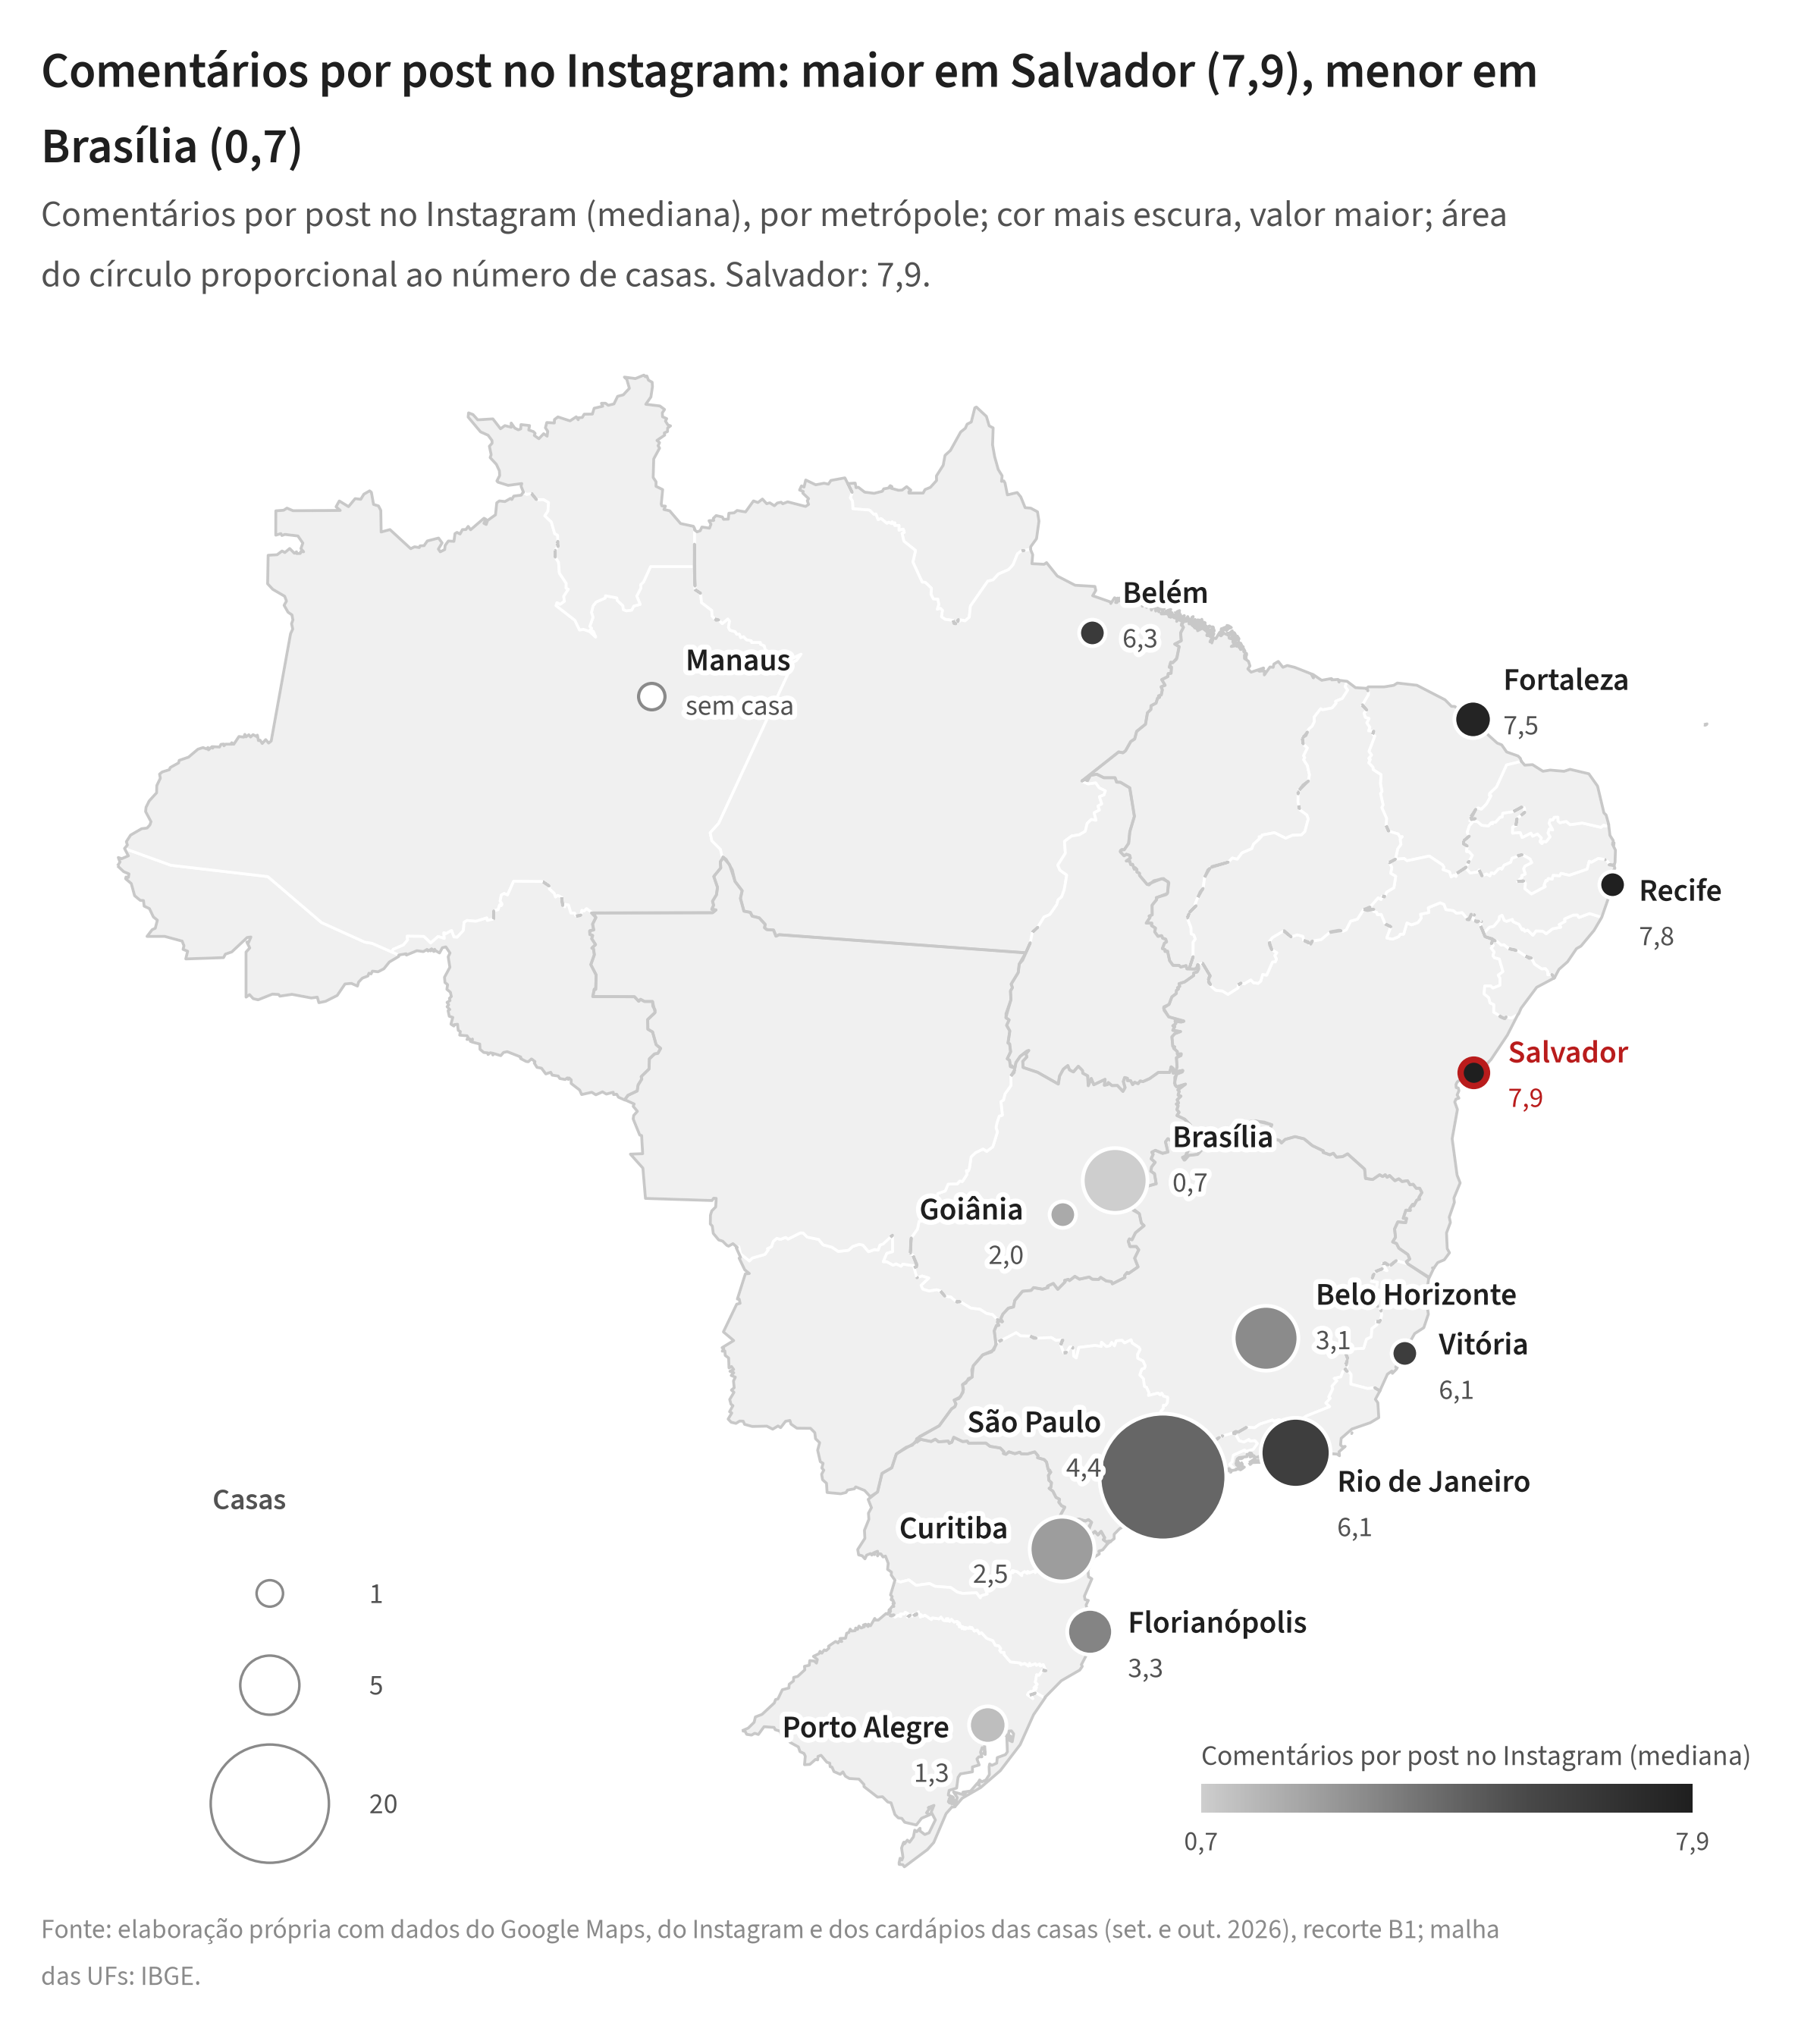 Comentários por post no Instagram: maior em Salvador (7,9), menor em
Brasília (0,7)
Comentários por post no Instagram (mediana), por metrópole; cor mais escura, valor maior; área
do círculo proporcional ao número de casas. Salvador: 7,9.
Belém
6,3
Manaus
sem casa
Fortaleza
7,5
Recife
7,8
Salvador
7,9
Brasília
0,7
Goiânia
2,0
Belo Horizonte
3,1
Vitória
6,1
São Paulo
4,4
Rio de Janeiro
6,1
Curitiba
2,5
Florianópolis
3,3
Porto Alegre
1,3
Casas
1
5
20
Comentários por post no Instagram (mediana)
0,7 7,9
Fonte: elaboração própria com dados do Google Maps, do Instagram e dos cardápios das casas (set. e out. 2026), recorte B1; malha
das UFs: IBGE.